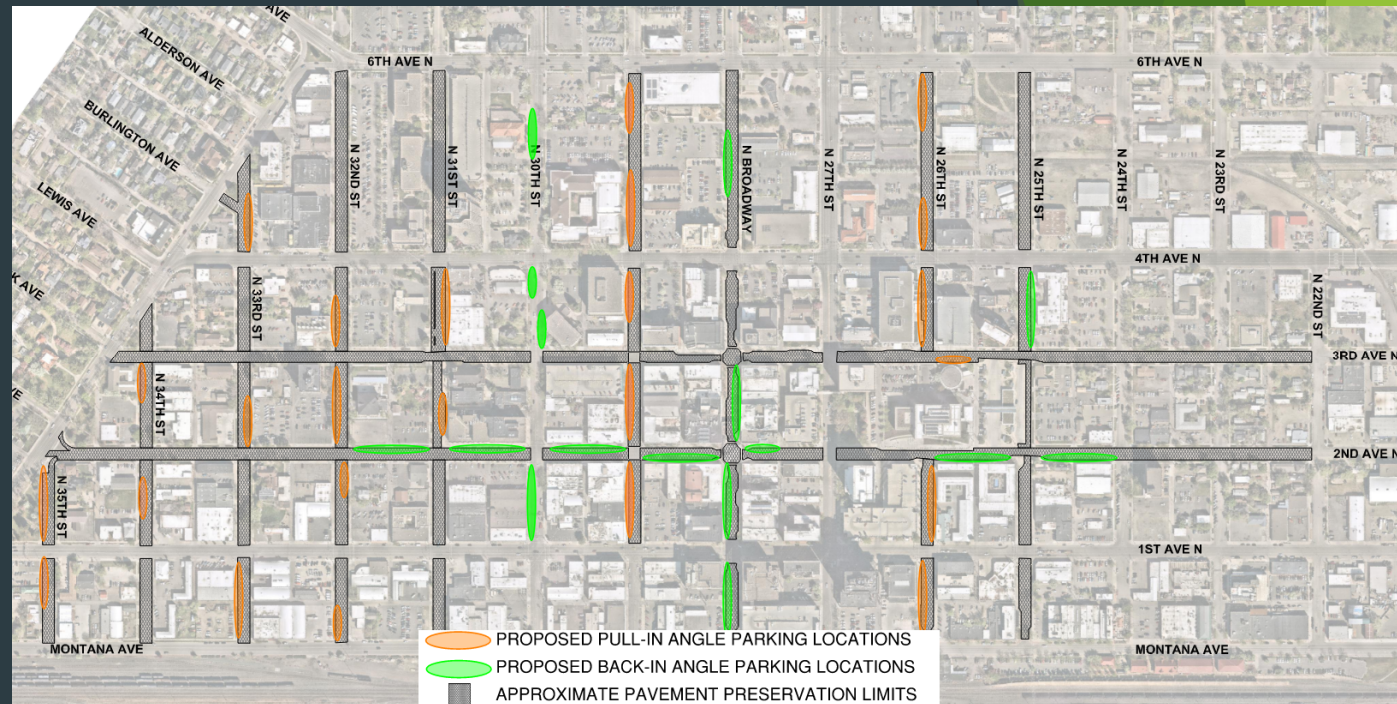 AVE
ALDERSON AVE
6TH AVE N
6TH AVE N
BURLINGTON AVE
LEWIS AVE
K AVE
VE
N 32ND ST
N 31ST ST
N 30TH ST
N BROADWAY
N 27TH ST
N 26TH ST
N 25TH ST
N 24TH ST
N 23RD ST
4TH AVE N
N 33RD ST
N 22ND ST
3RD AVE N
N 34TH ST
2ND AVE N
N 35TH ST
1ST AVE N
MONTANA AVE
MONTANA AVE
PROPOSED PULL-IN ANGLE PARKING LOCATIONS
PROPOSED BACK-IN ANGLE PARKING LOCATIONS
APPROXIMATE PAVEMENT PRESERVATION LIMITS